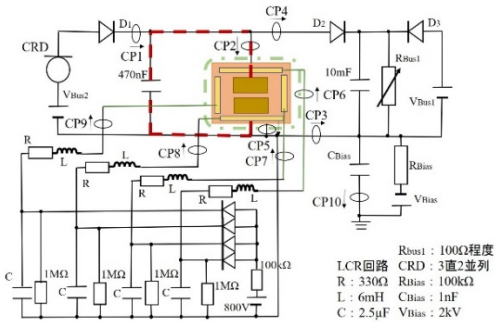 D1
CP4
D2
D3
CRD
CP1
CP2
RBus1
470nF
10mF
VBus2
CP6
VBus1
CP9
CP3
R
L
CP8
CP5
CP7
CBias
RBias
R
L
R
L
R
L
CP10
VBias
100kΩ
C
1MΩ
C
1MΩ
C
1MΩ
C
1MΩ
800V
RBus1 : 100Ω程度
LCR回路 CRD : 3直2並列
R : 330Ω RBias : 100kΩ
L : 6mH CBias : 1nF
C : 2.5μF VBias : 2kV